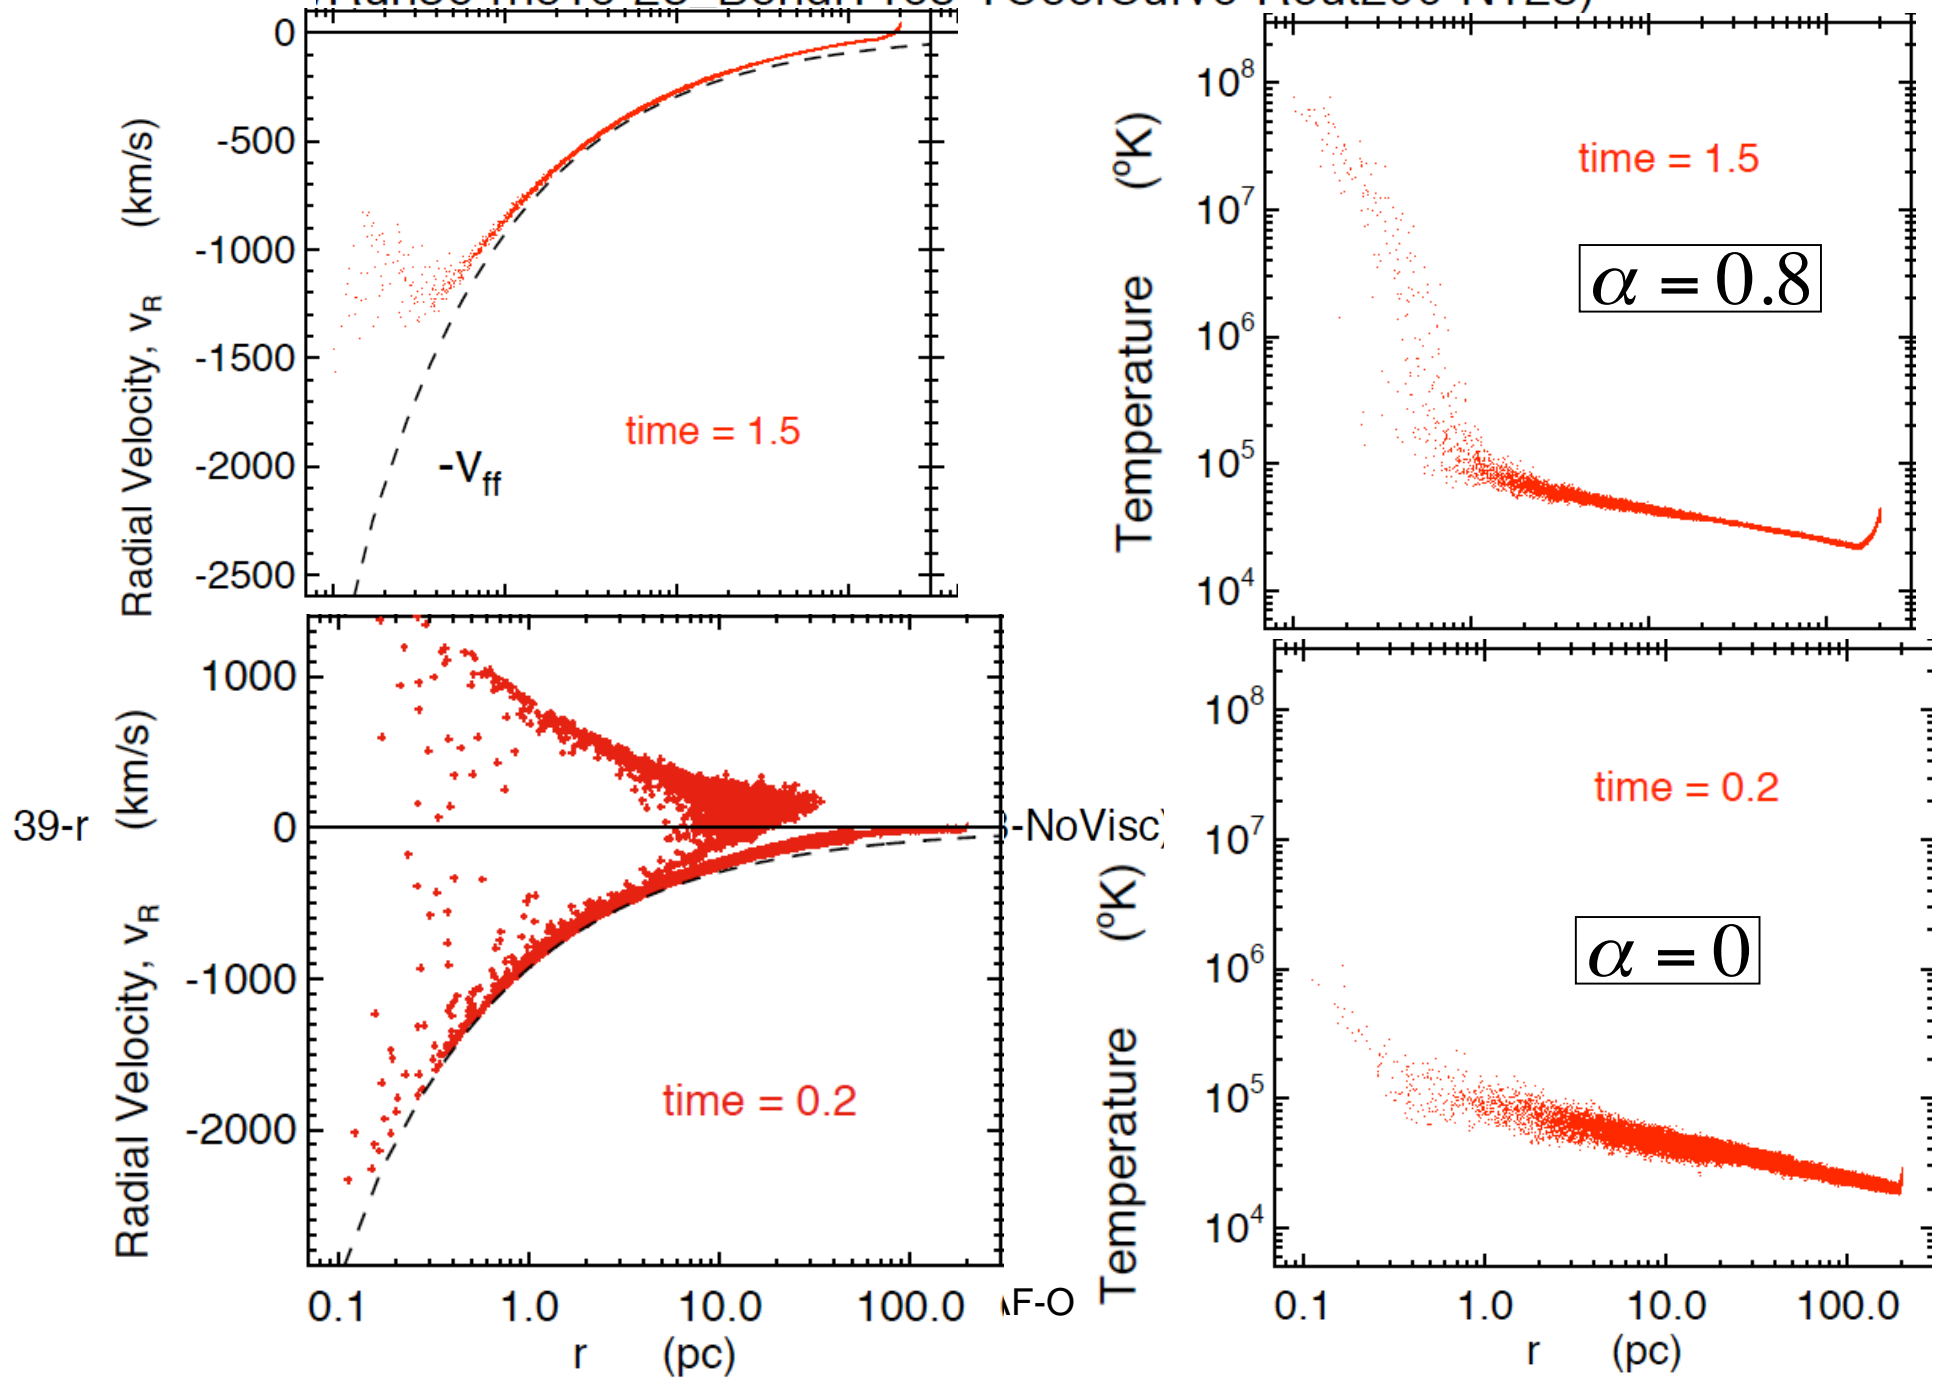 0
-500
-1000
-1500
-2000
-2500
Radial Velocity, vR (km/s)
-Vff
time = 1.5
10^8
10^7
10^6
10^5
10^4
Temperature (ºK)
time = 1.5
α = 0.8
39-r
1000
0
-1000
-2000
Radial Velocity, vR (km/s)
time = 0.2
-NoVisc)
0.1 1.0 10.0 100.0
r (pc)
AF-O
10^8
10^7
10^6
10^5
10^4
Temperature (ºK)
time = 0.2
α = 0
0.1 1.0 10.0 100.0
r (pc)